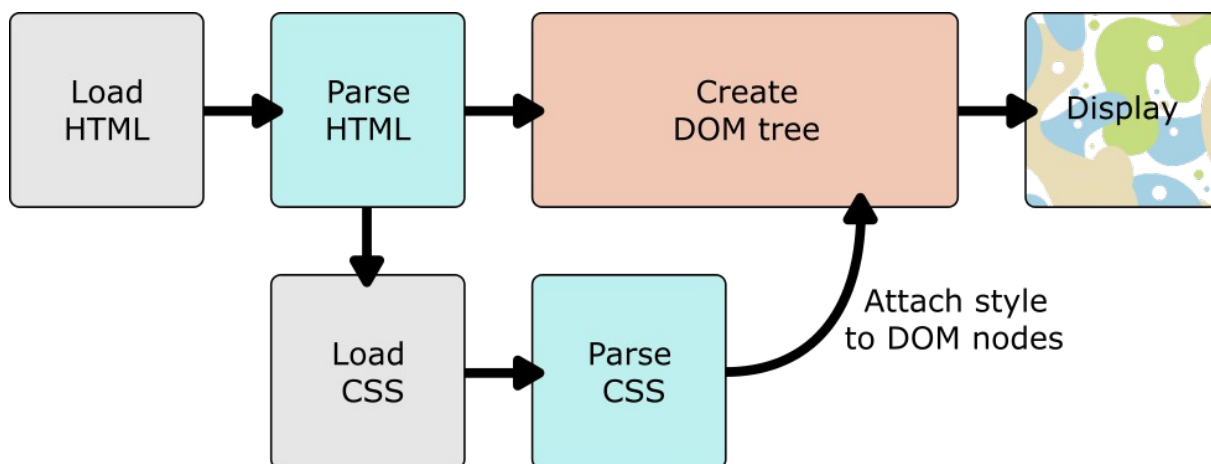 Load
HTML
Parse
HTML
Create
DOM tree
Display
Load
CSS
Parse
CSS
Attach style
to DOM nodes